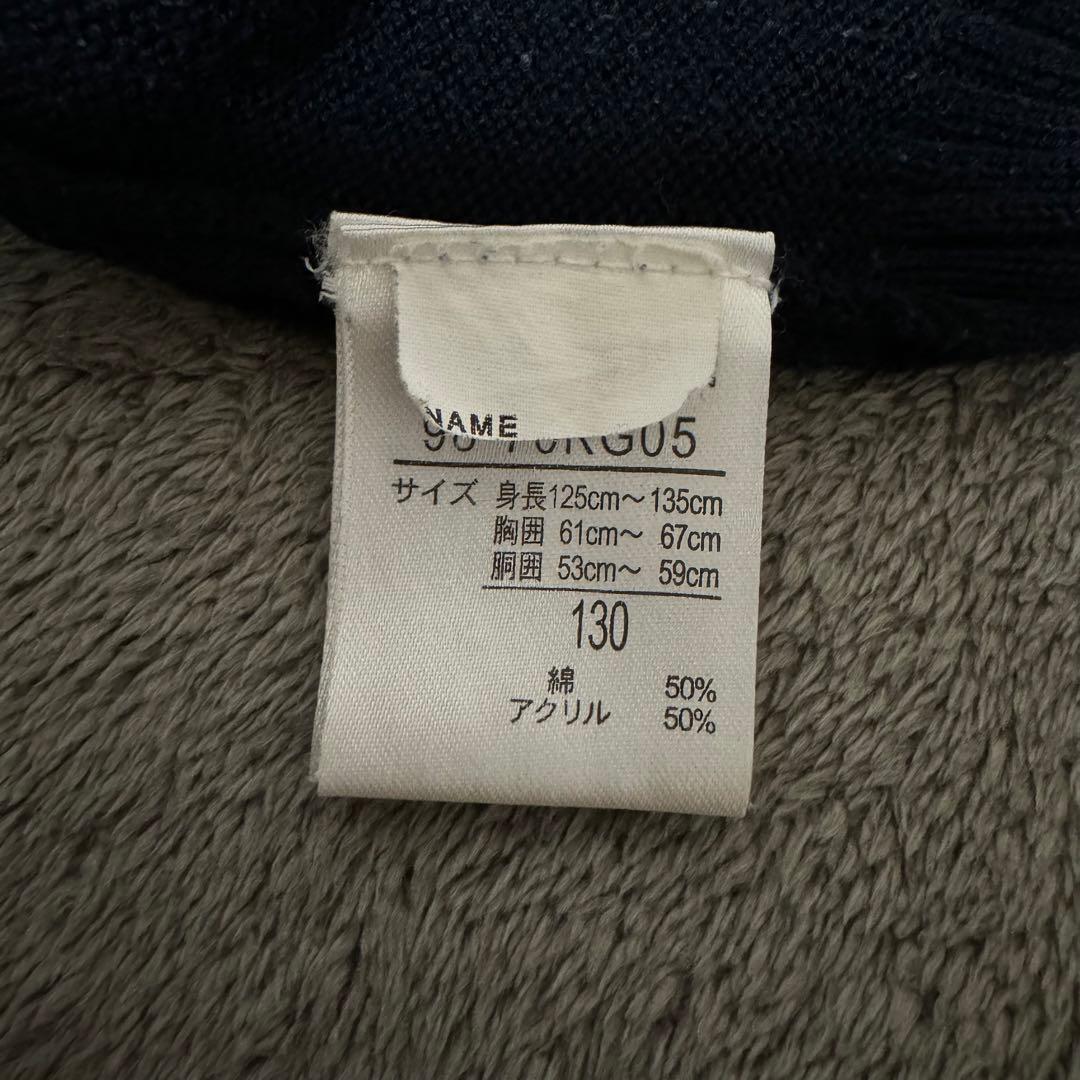 NAME
サイズ 身長125cm〜135cm
胸囲 61cm〜 67cm
胴囲 53cm〜 59cm
130
綿 50%
アクリル 50%